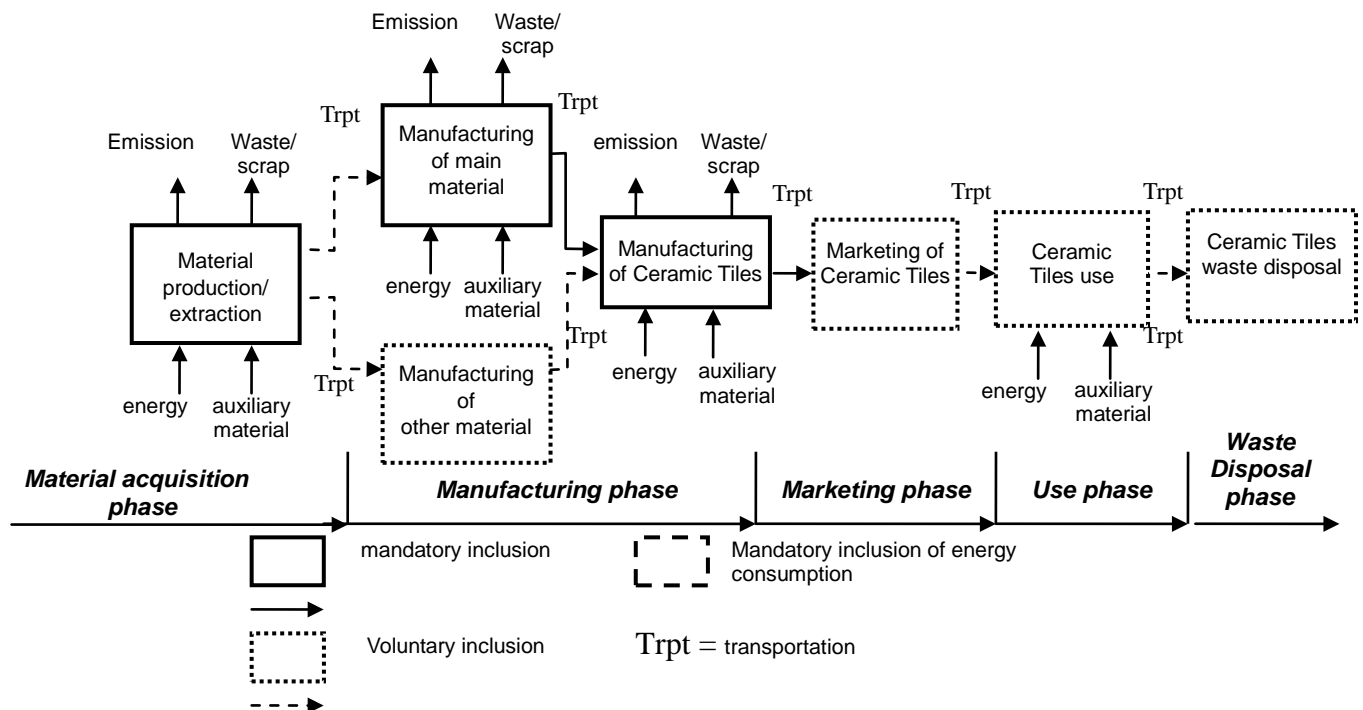 Emission
Waste/
scrap
Trpt
Trpt
Manufacturing
of main
material
Emission
Waste/
scrap
emission
Waste/
scrap
Trpt
Trpt
Trpt
Material
production/
extraction
Manufacturing
of Ceramic Tiles
Marketing of
Ceramic Tiles
Ceramic
Tiles use
Ceramic Tiles
waste disposal
energy
auxiliary
material
Trpt
Trpt
Trpt
Manufacturing
of
other material
energy
auxiliary
material
energy
auxiliary
material
energy
auxiliary
material
Material acquisition
phase
Manufacturing phase
Marketing phase
Use phase
Waste
Disposal
phase
mandatory inclusion
Mandatory inclusion of energy
consumption
Voluntary inclusion
Trpt = transportation